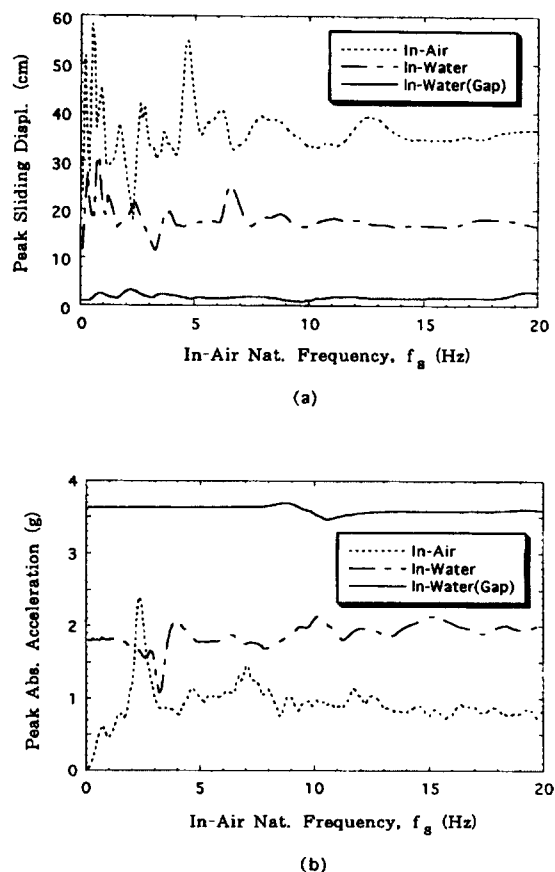 60
50
40
30
20
10
0
Peak Sliding Displ. (cm)
In-Air
In-Water
In-Water(Gap)
0 5 10 15 20
In-Air Nat. Frequency, f_s (Hz)
(a)
4
3
2
1
0
Peak Abs. Acceleration (g)
In-Air
In-Water
In-Water(Gap)
0 5 10 15 20
In-Air Nat. Frequency, f_s (Hz)
(b)